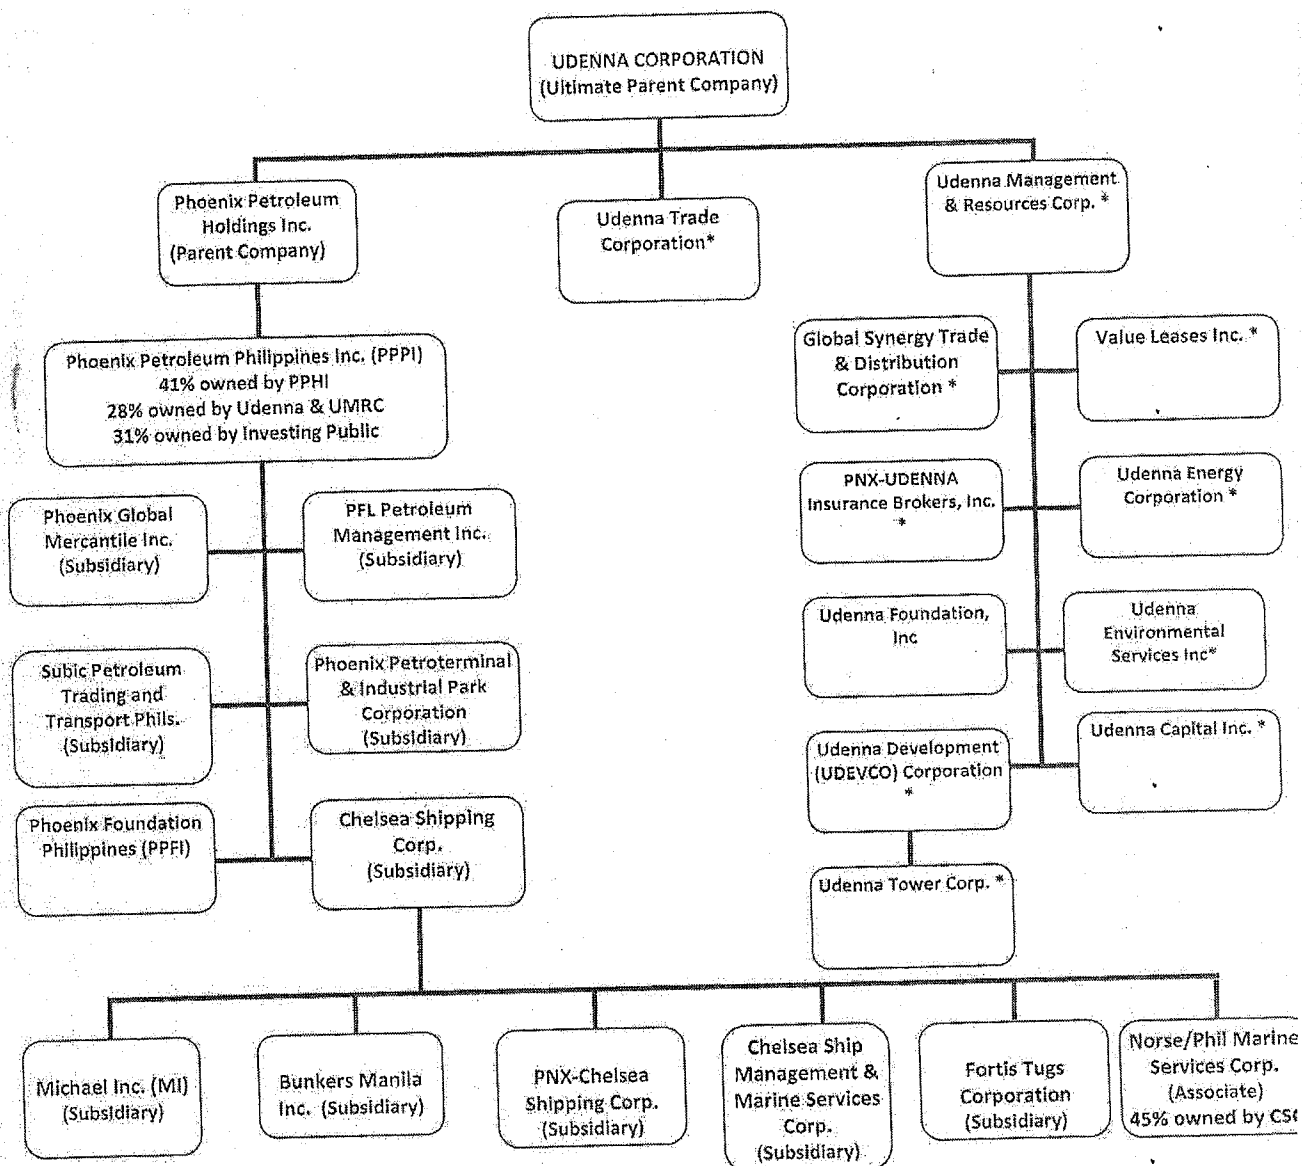 UDENNA CORPORATION
(Ultimate Parent Company)
Phoenix Petroleum
Holdings Inc.
(Parent Company)
Udenna Trade
Corporation*
Udenna Management
& Resources Corp. *
Phoenix Petroleum Philippines Inc. (PPPI)
41% owned by PPHI
28% owned by Udenna & UMRC
31% owned by Investing Public
Global Synergy Trade
& Distribution
Corporation *
Value Leases Inc. *
PNX-UDENNA
Insurance Brokers, Inc.
*
Udenna Energy
Corporation *
Phoenix Global
Mercantile Inc.
(Subsidiary)
PFL Petroleum
Management Inc.
(Subsidiary)
Udenna Foundation,
Inc
Udenna
Environmental
Services Inc*
Subic Petroleum
Trading and
Transport Phils.
(Subsidiary)
Phoenix Petroterminal
& Industrial Park
Corporation
(Subsidiary)
Udenna Development
(UDEVCO) Corporation
*
Udenna Capital Inc. *
Phoenix Foundation
Philippines (PPFI)
Chelsea Shipping
Corp.
(Subsidiary)
Udenna Tower Corp. *
Michael Inc. (MI)
(Subsidiary)
Bunkers Manila
Inc. (Subsidiary)
PNX-Chelsea
Shipping Corp.
(Subsidiary)
Chelsea Ship
Management &
Marine Services
Corp.
(Subsidiary)
Fortis Tugs
Corporation
(Subsidiary)
Norse/Phil Marine
Services Corp.
(Associate)
45% owned by CSC